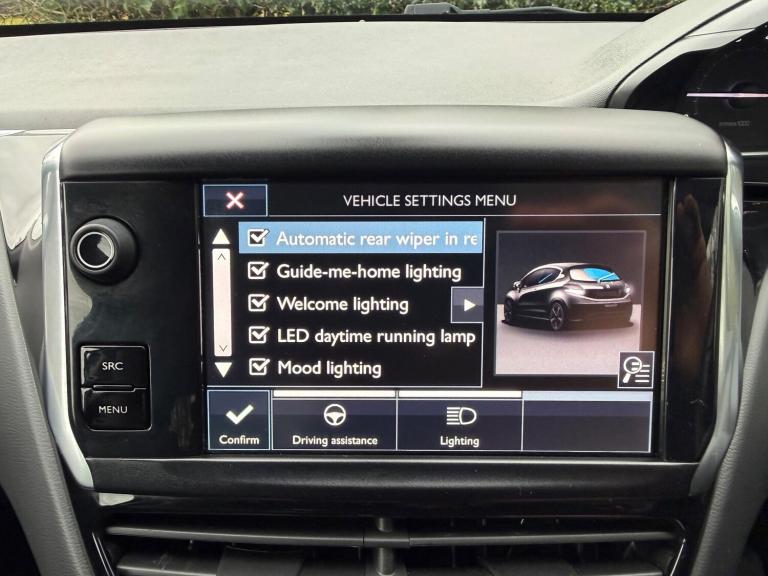 VEHICLE SETTINGS MENU
Automatic rear wiper in re
Guide-me-home lighting
Welcome lighting
LED daytime running lamp
Mood lighting
SRC
MENU
Confirm
Driving assistance
Lighting